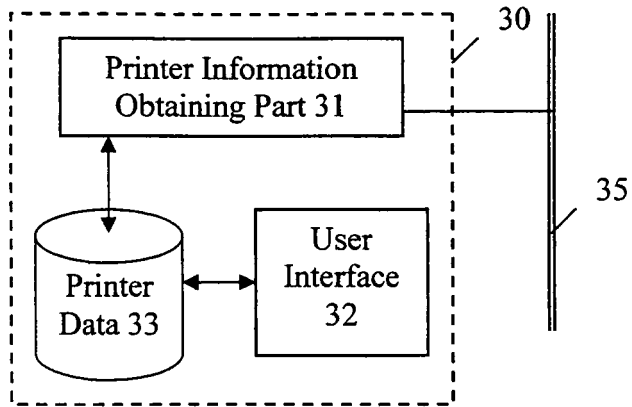 30
Printer Information
Obtaining Part 31
35
Printer
Data 33
User
Interface
32